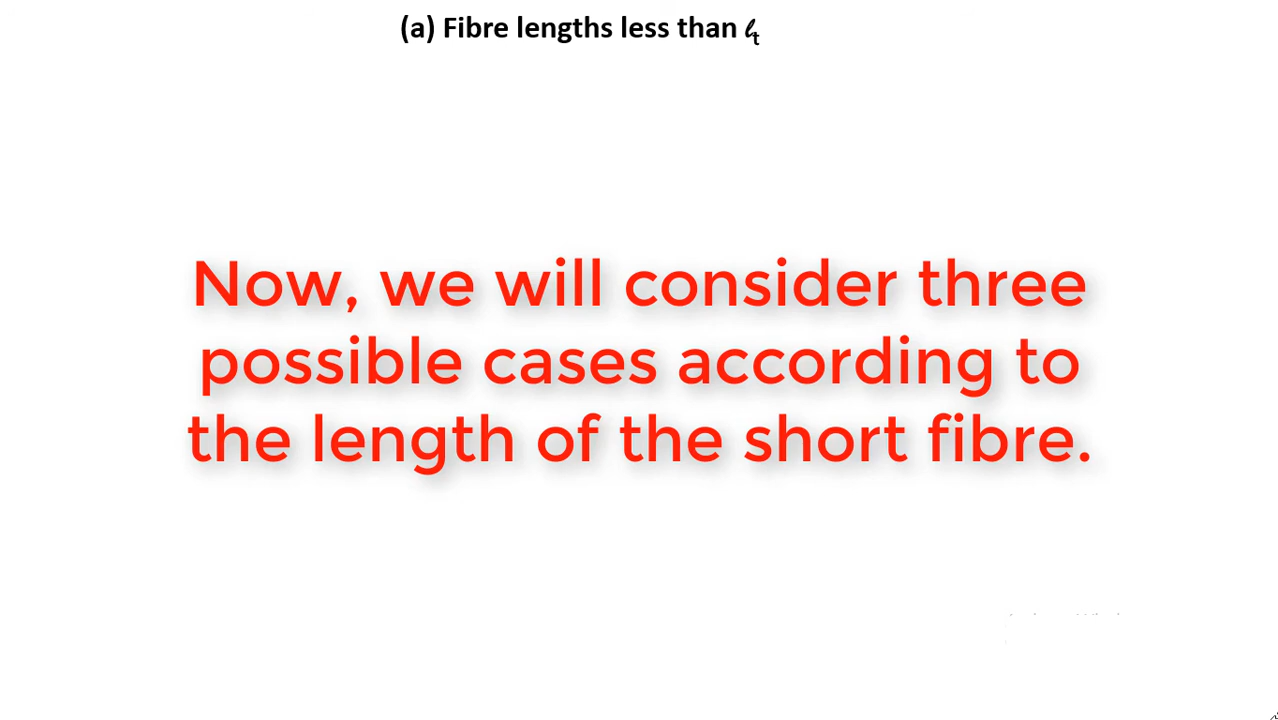 (a) Fibre lengths less than ℓt
Now, we will consider three
possible cases according to
the length of the short fibre.